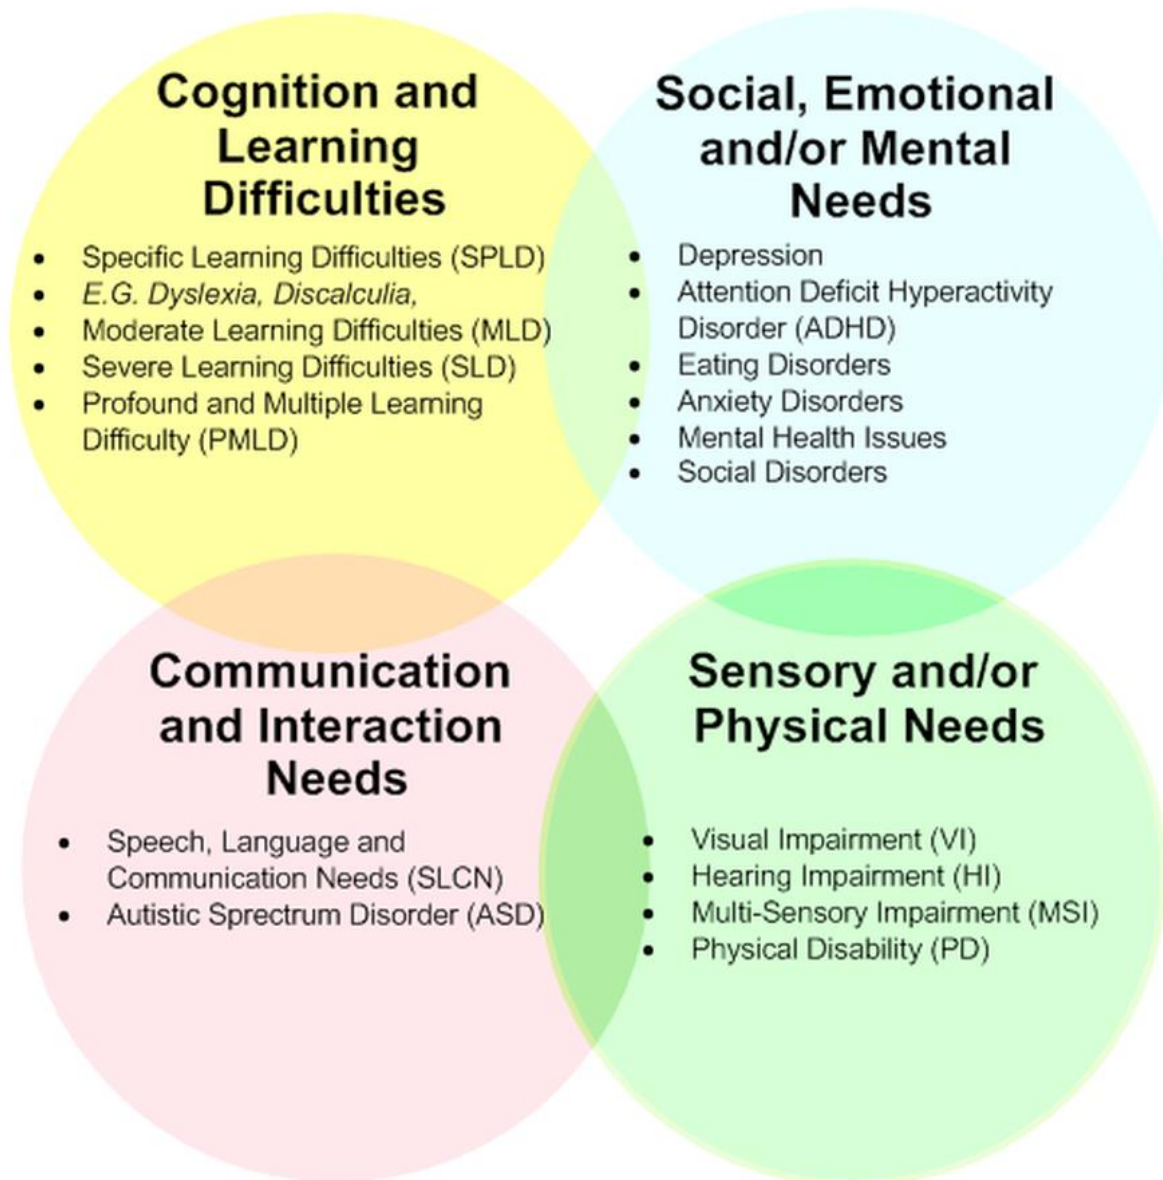 Cognition and
Learning
Difficulties
• Specific Learning Difficulties (SPLD)
• E.G. Dyslexia, Discalculia,
• Moderate Learning Difficulties (MLD)
• Severe Learning Difficulties (SLD)
• Profound and Multiple Learning
Difficulty (PMLD)
Social, Emotional
and/or Mental
Needs
• Depression
• Attention Deficit Hyperactivity
Disorder (ADHD)
• Eating Disorders
• Anxiety Disorders
• Mental Health Issues
• Social Disorders
Communication
and Interaction
Needs
• Speech, Language and
Communication Needs (SLCN)
• Autistic Sprectrum Disorder (ASD)
Sensory and/or
Physical Needs
• Visual Impairment (VI)
• Hearing Impairment (HI)
• Multi-Sensory Impairment (MSI)
• Physical Disability (PD)